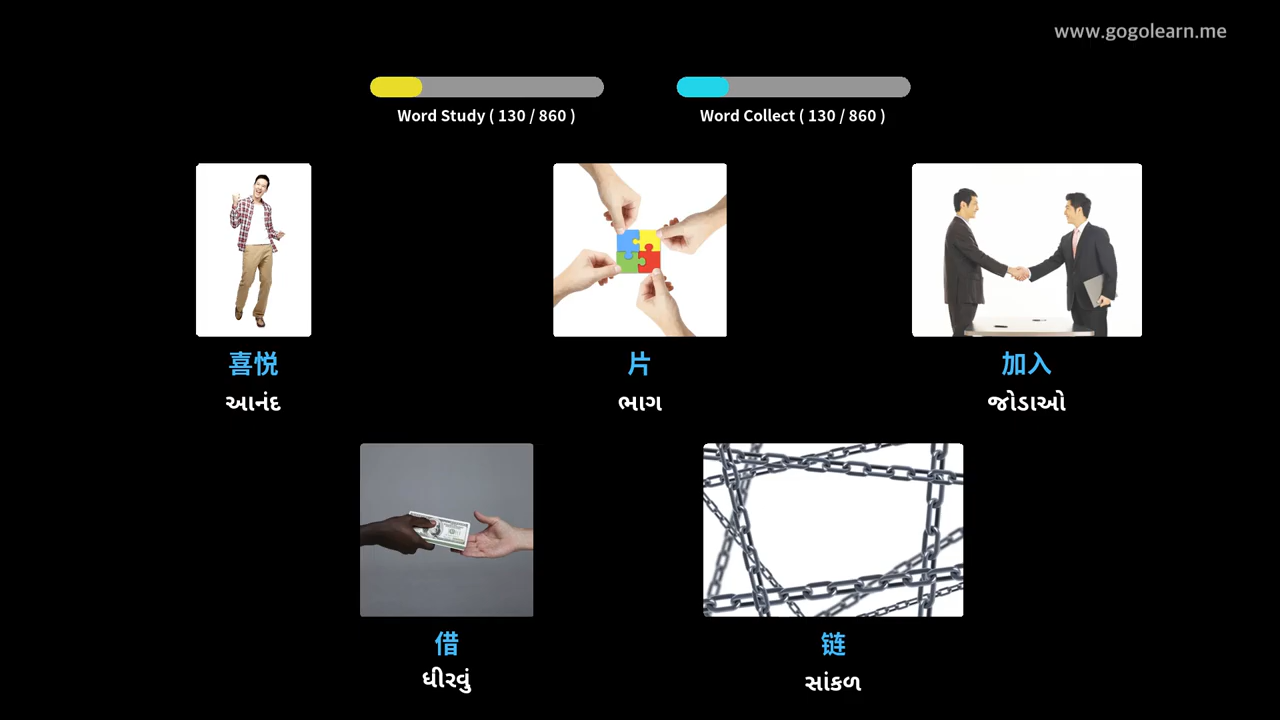 www.gogolearn.me
Word Study ( 130 / 860 )
Word Collect ( 130 / 860 )
喜悦
આનંદ
片
ભાગ
加入
જોડાઓ
借
ધીરવું
链
સાંકળ